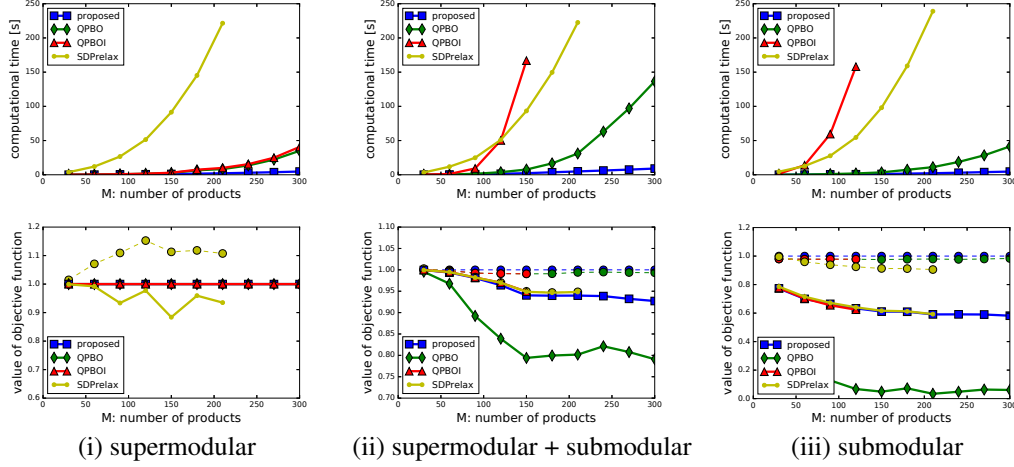 computational time [s]
250
200
150
100
50
0
proposed
QPBO
QPBOI
SDPrelax
0 50 100 150 200 250 300
M: number of products
computational time [s]
250
200
150
100
50
0
proposed
QPBO
QPBOI
SDPrelax
0 50 100 150 200 250 300
M: number of products
computational time [s]
250
200
150
100
50
0
proposed
QPBO
QPBOI
SDPrelax
0 50 100 150 200 250 300
M: number of products
value of objective function
1.2
1.1
1.0
0.9
0.8
0.7
0.6
proposed
QPBO
QPBOI
SDPrelax
0 50 100 150 200 250 300
M: number of products
value of objective function
1.10
1.05
1.00
0.95
0.90
0.85
0.80
0.75
0.70
proposed
QPBO
QPBOI
SDPrelax
0 50 100 150 200 250 300
M: number of products
value of objective function
1.2
1.0
0.8
0.6
0.4
0.2
0.0
proposed
QPBO
QPBOI
SDPrelax
0 50 100 150 200 250 300
M: number of products
(i) supermodular
(ii) supermodular + submodular
(iii) submodular